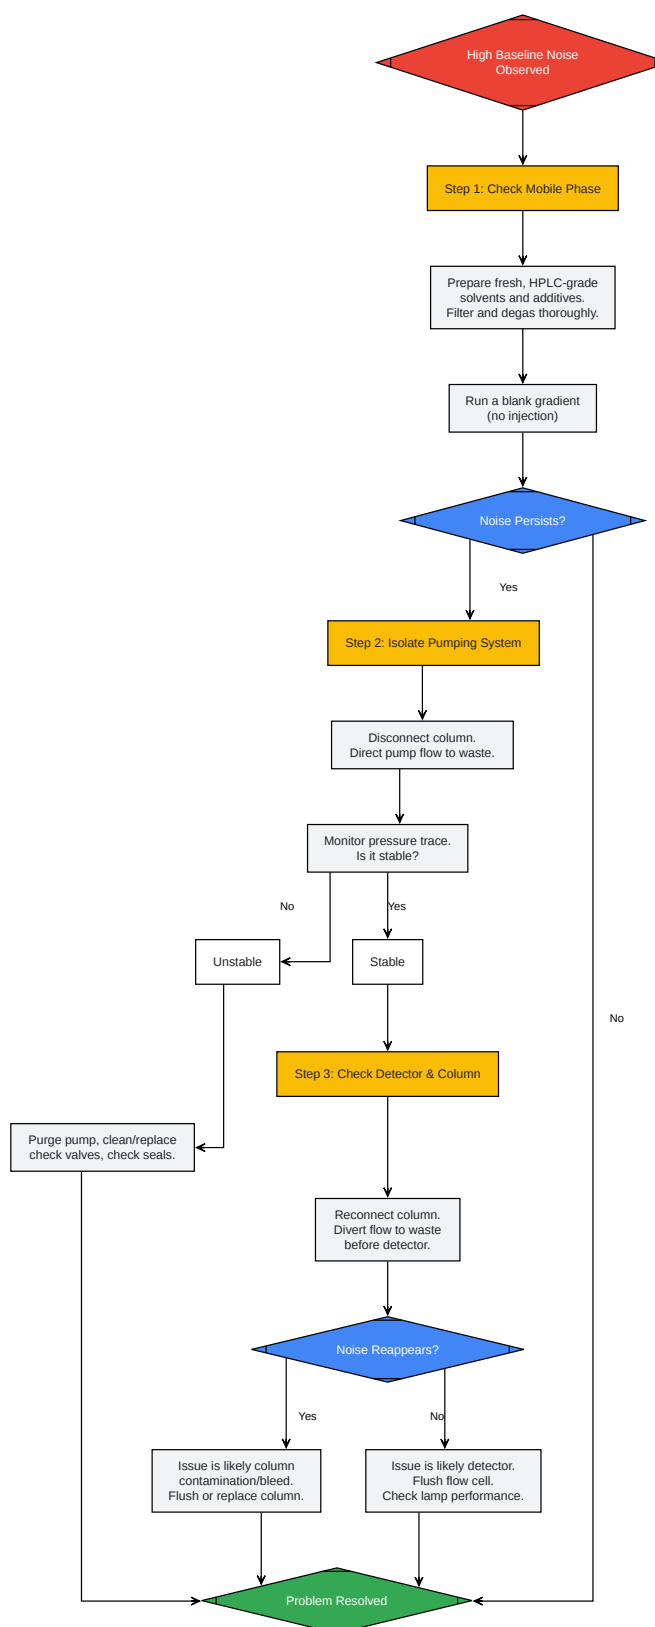 High Baseline Noise
Observed
Step 1: Check Mobile Phase
Prepare fresh, HPLC-grade
solvents and additives.
Filter and degas thoroughly.
Run a blank gradient
(no injection)
Noise Persists?
Yes
Step 2: Isolate Pumping System
Disconnect column.
Direct pump flow to waste.
Monitor pressure trace.
Is it stable?
No
Yes
Unstable
Stable
No
Step 3: Check Detector & Column
Purge pump, clean/replace
check valves, check seals.
Reconnect column.
Divert flow to waste
before detector.
Noise Reappears?
Yes
No
Issue is likely column
contamination/bleed.
Flush or replace column.
Issue is likely detector.
Flush flow cell.
Check lamp performance.
Problem Resolved